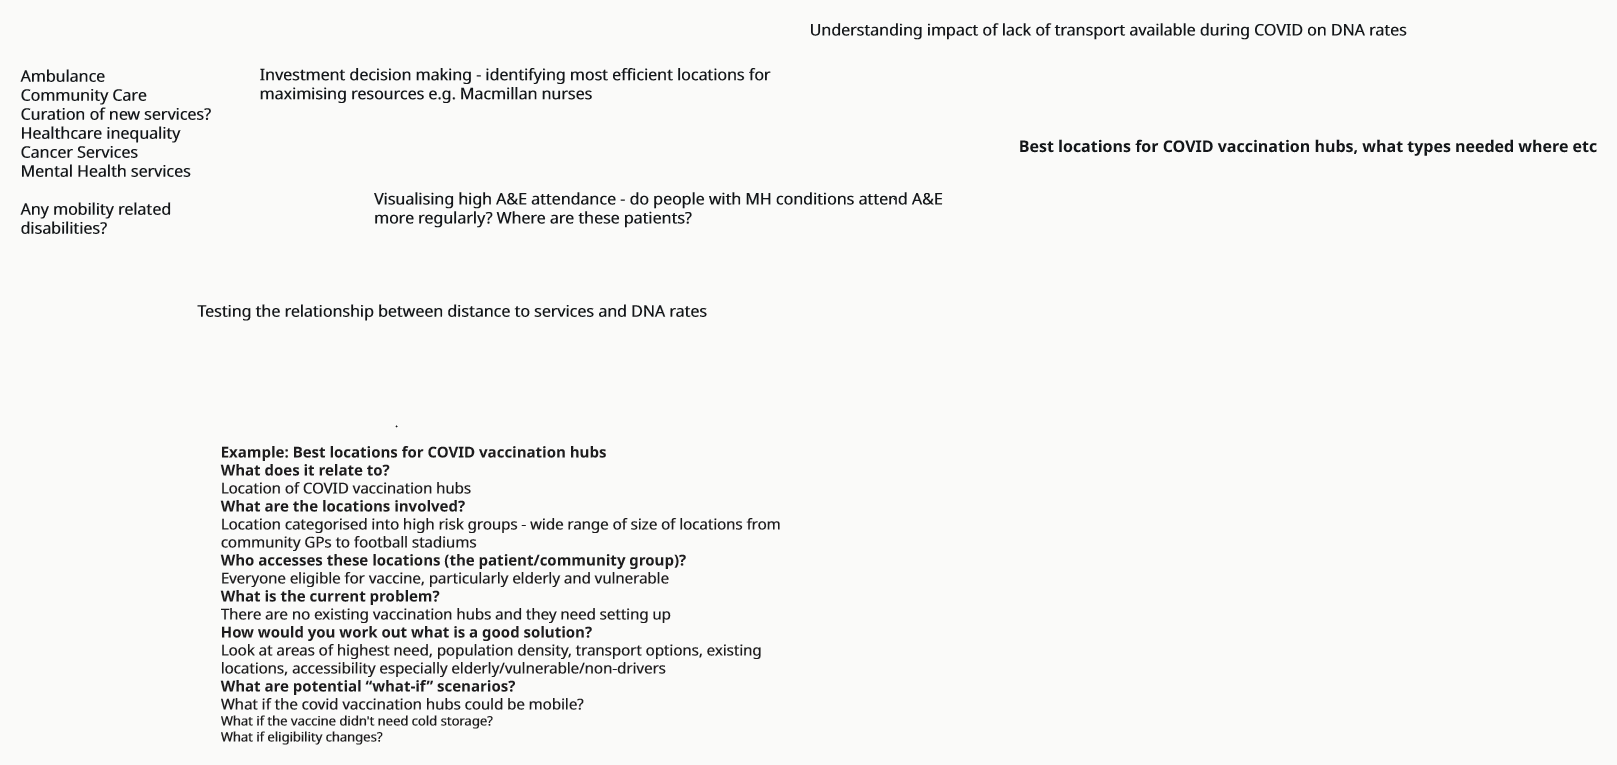 Understanding impact of lack of transport available during COVID on DNA rates
Ambulance
Community Care
Curation of new services?
Healthcare inequality
Cancer Services
Mental Health services
Any mobility related
disabilities?
Investment decision making - identifying most efficient locations for
maximising resources e.g. Macmillan nurses
Best locations for COVID vaccination hubs, what types needed where etc
Visualising high A&E attendance - do people with MH conditions attend A&E
more regularly? Where are these patients?
Testing the relationship between distance to services and DNA rates
.
Example: Best locations for COVID vaccination hubs
What does it relate to?
Location of COVID vaccination hubs
What are the locations involved?
Location categorised into high risk groups - wide range of size of locations from
community GPs to football stadiums
Who accesses these locations (the patient/community group)?
Everyone eligible for vaccine, particularly elderly and vulnerable
What is the current problem?
There are no existing vaccination hubs and they need setting up
How would you work out what is a good solution?
Look at areas of highest need, population density, transport options, existing
locations, accessibility especially elderly/vulnerable/non-drivers
What are potential “what-if” scenarios?
What if the covid vaccination hubs could be mobile?
What if the vaccine didn't need cold storage?
What if eligibility changes?